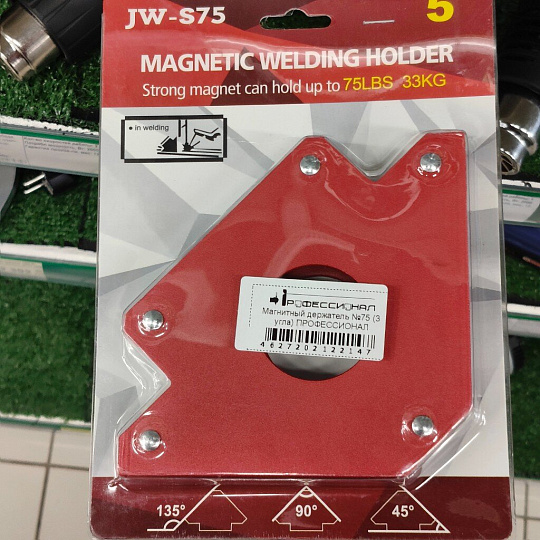 JW-S75
5
MAGNETIC WELDING HOLDER
Strong magnet can hold up to 75LBS 33KG
• in welding
ПРОФЕССИОНАЛ
Магнитный держатель №75 (3
угла) ПРОФЕССИОНАЛ
4627202122147
135° 90° 45°